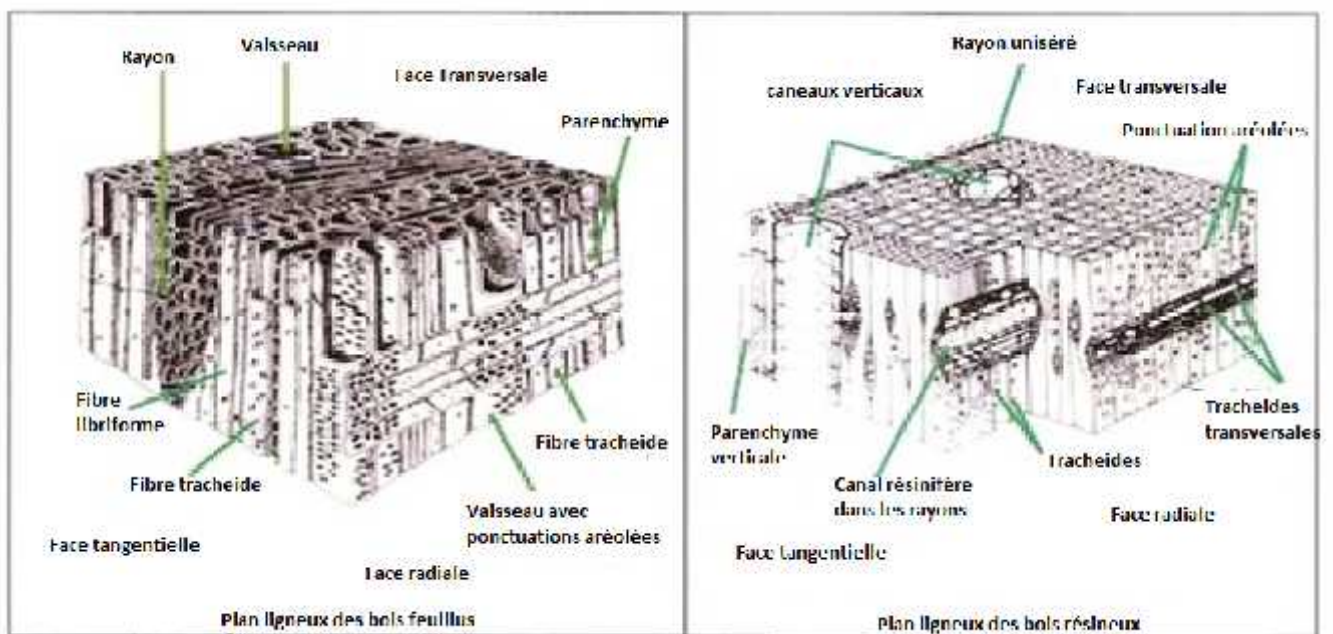 Vaisseau
Rayon
Face Transversale
Parenchyme
Fibre
libriforme
Fibre tracheide
Fibre tracheide
Vaisseau avec
ponctuations aréolées
Face tangentielle
Face radiale
Plan ligneux des bois feuillus
Rayon uniséré
caneaux verticaux
Face transversale
Ponctuation aréolées
Tracheides
transversales
Parenchyme
verticale
Tracheides
Canal résinifère
dans les rayons
Face radiale
Face tangentielle
Plan ligneux des bois résineux